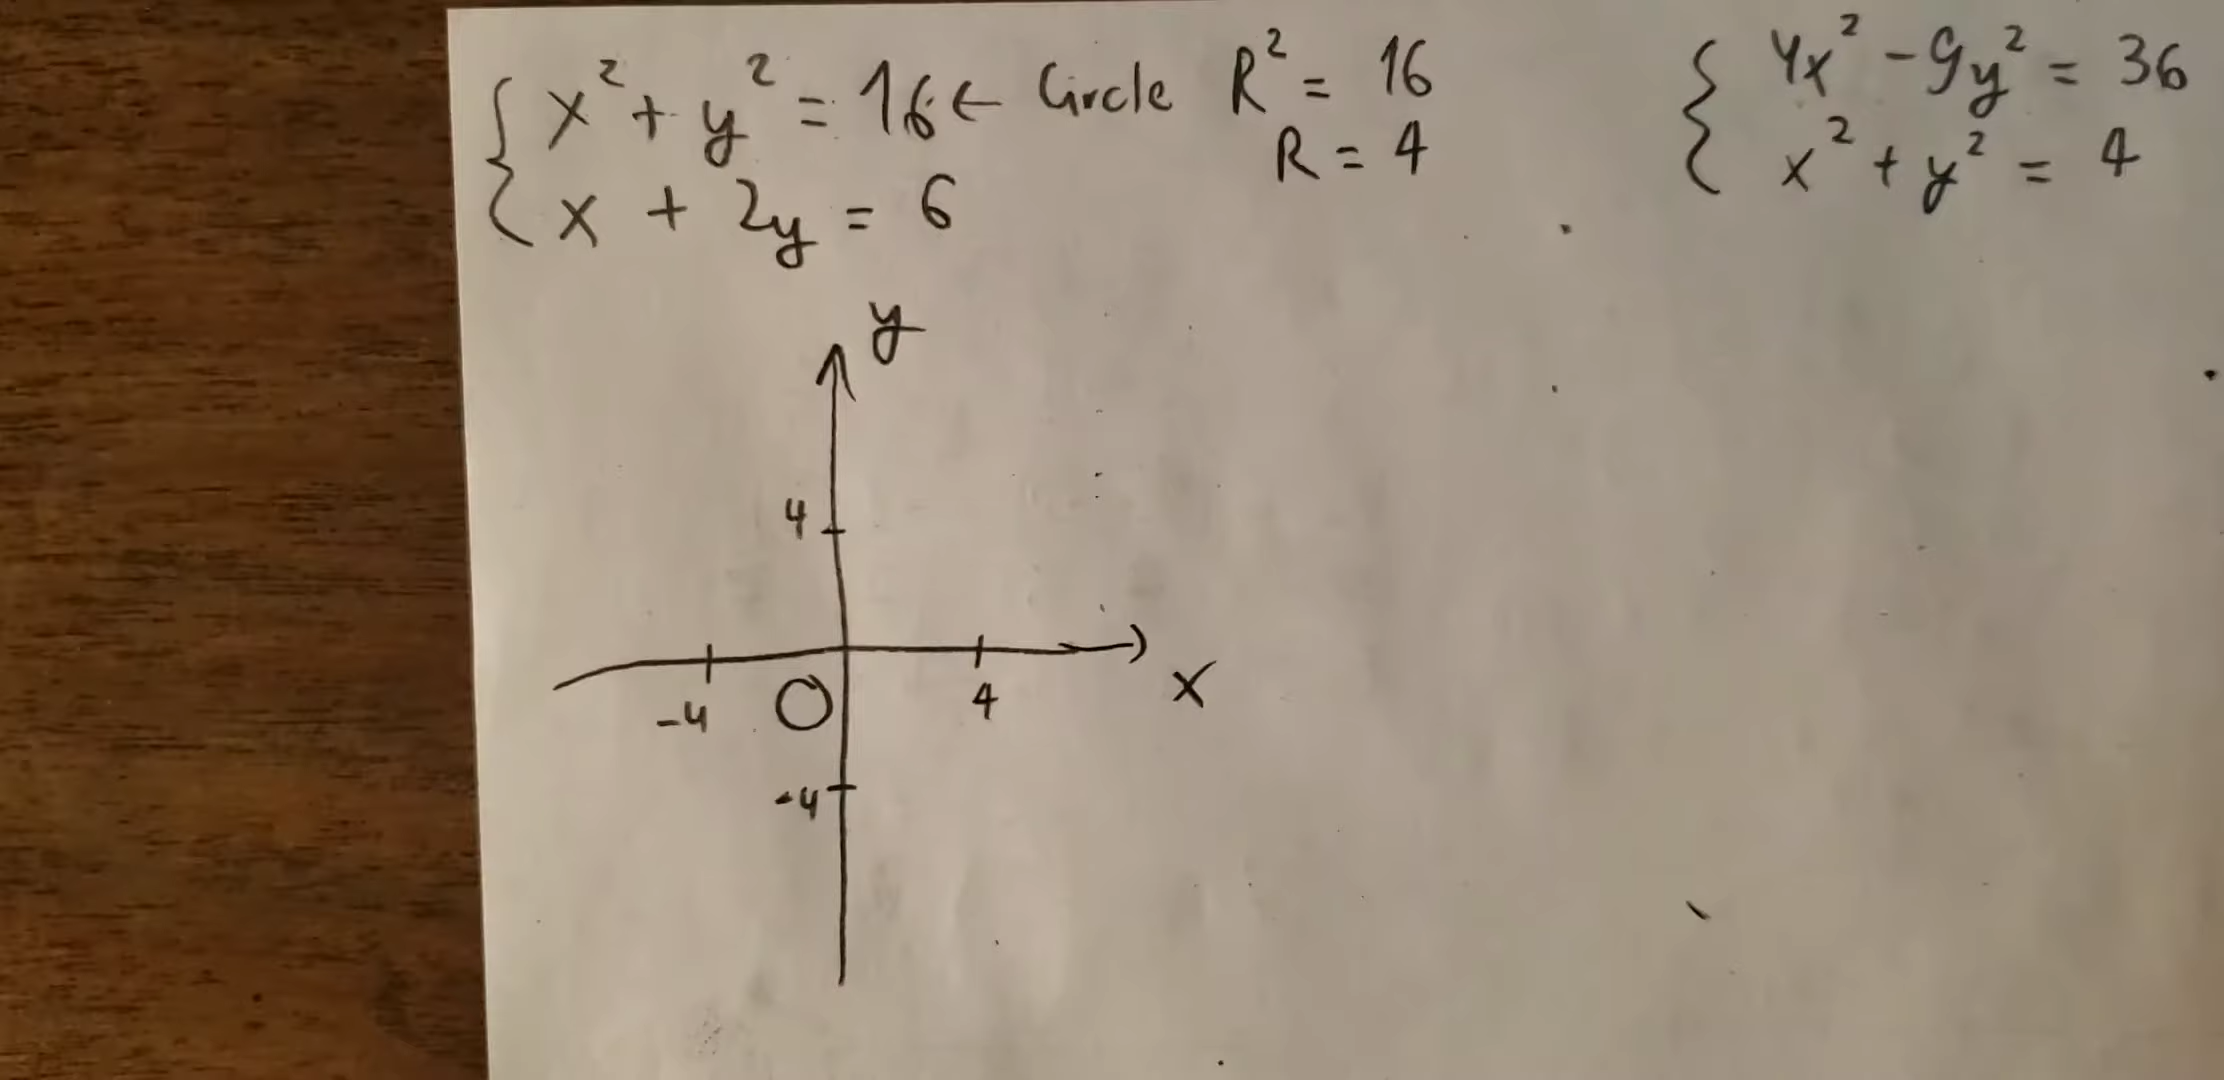 x² + y² = 16 ← Circle R² = 16
R = 4
x + 2y = 6
4x² - 9y² = 36
x² + y² = 4
y
4
-4 O 4 x
-4